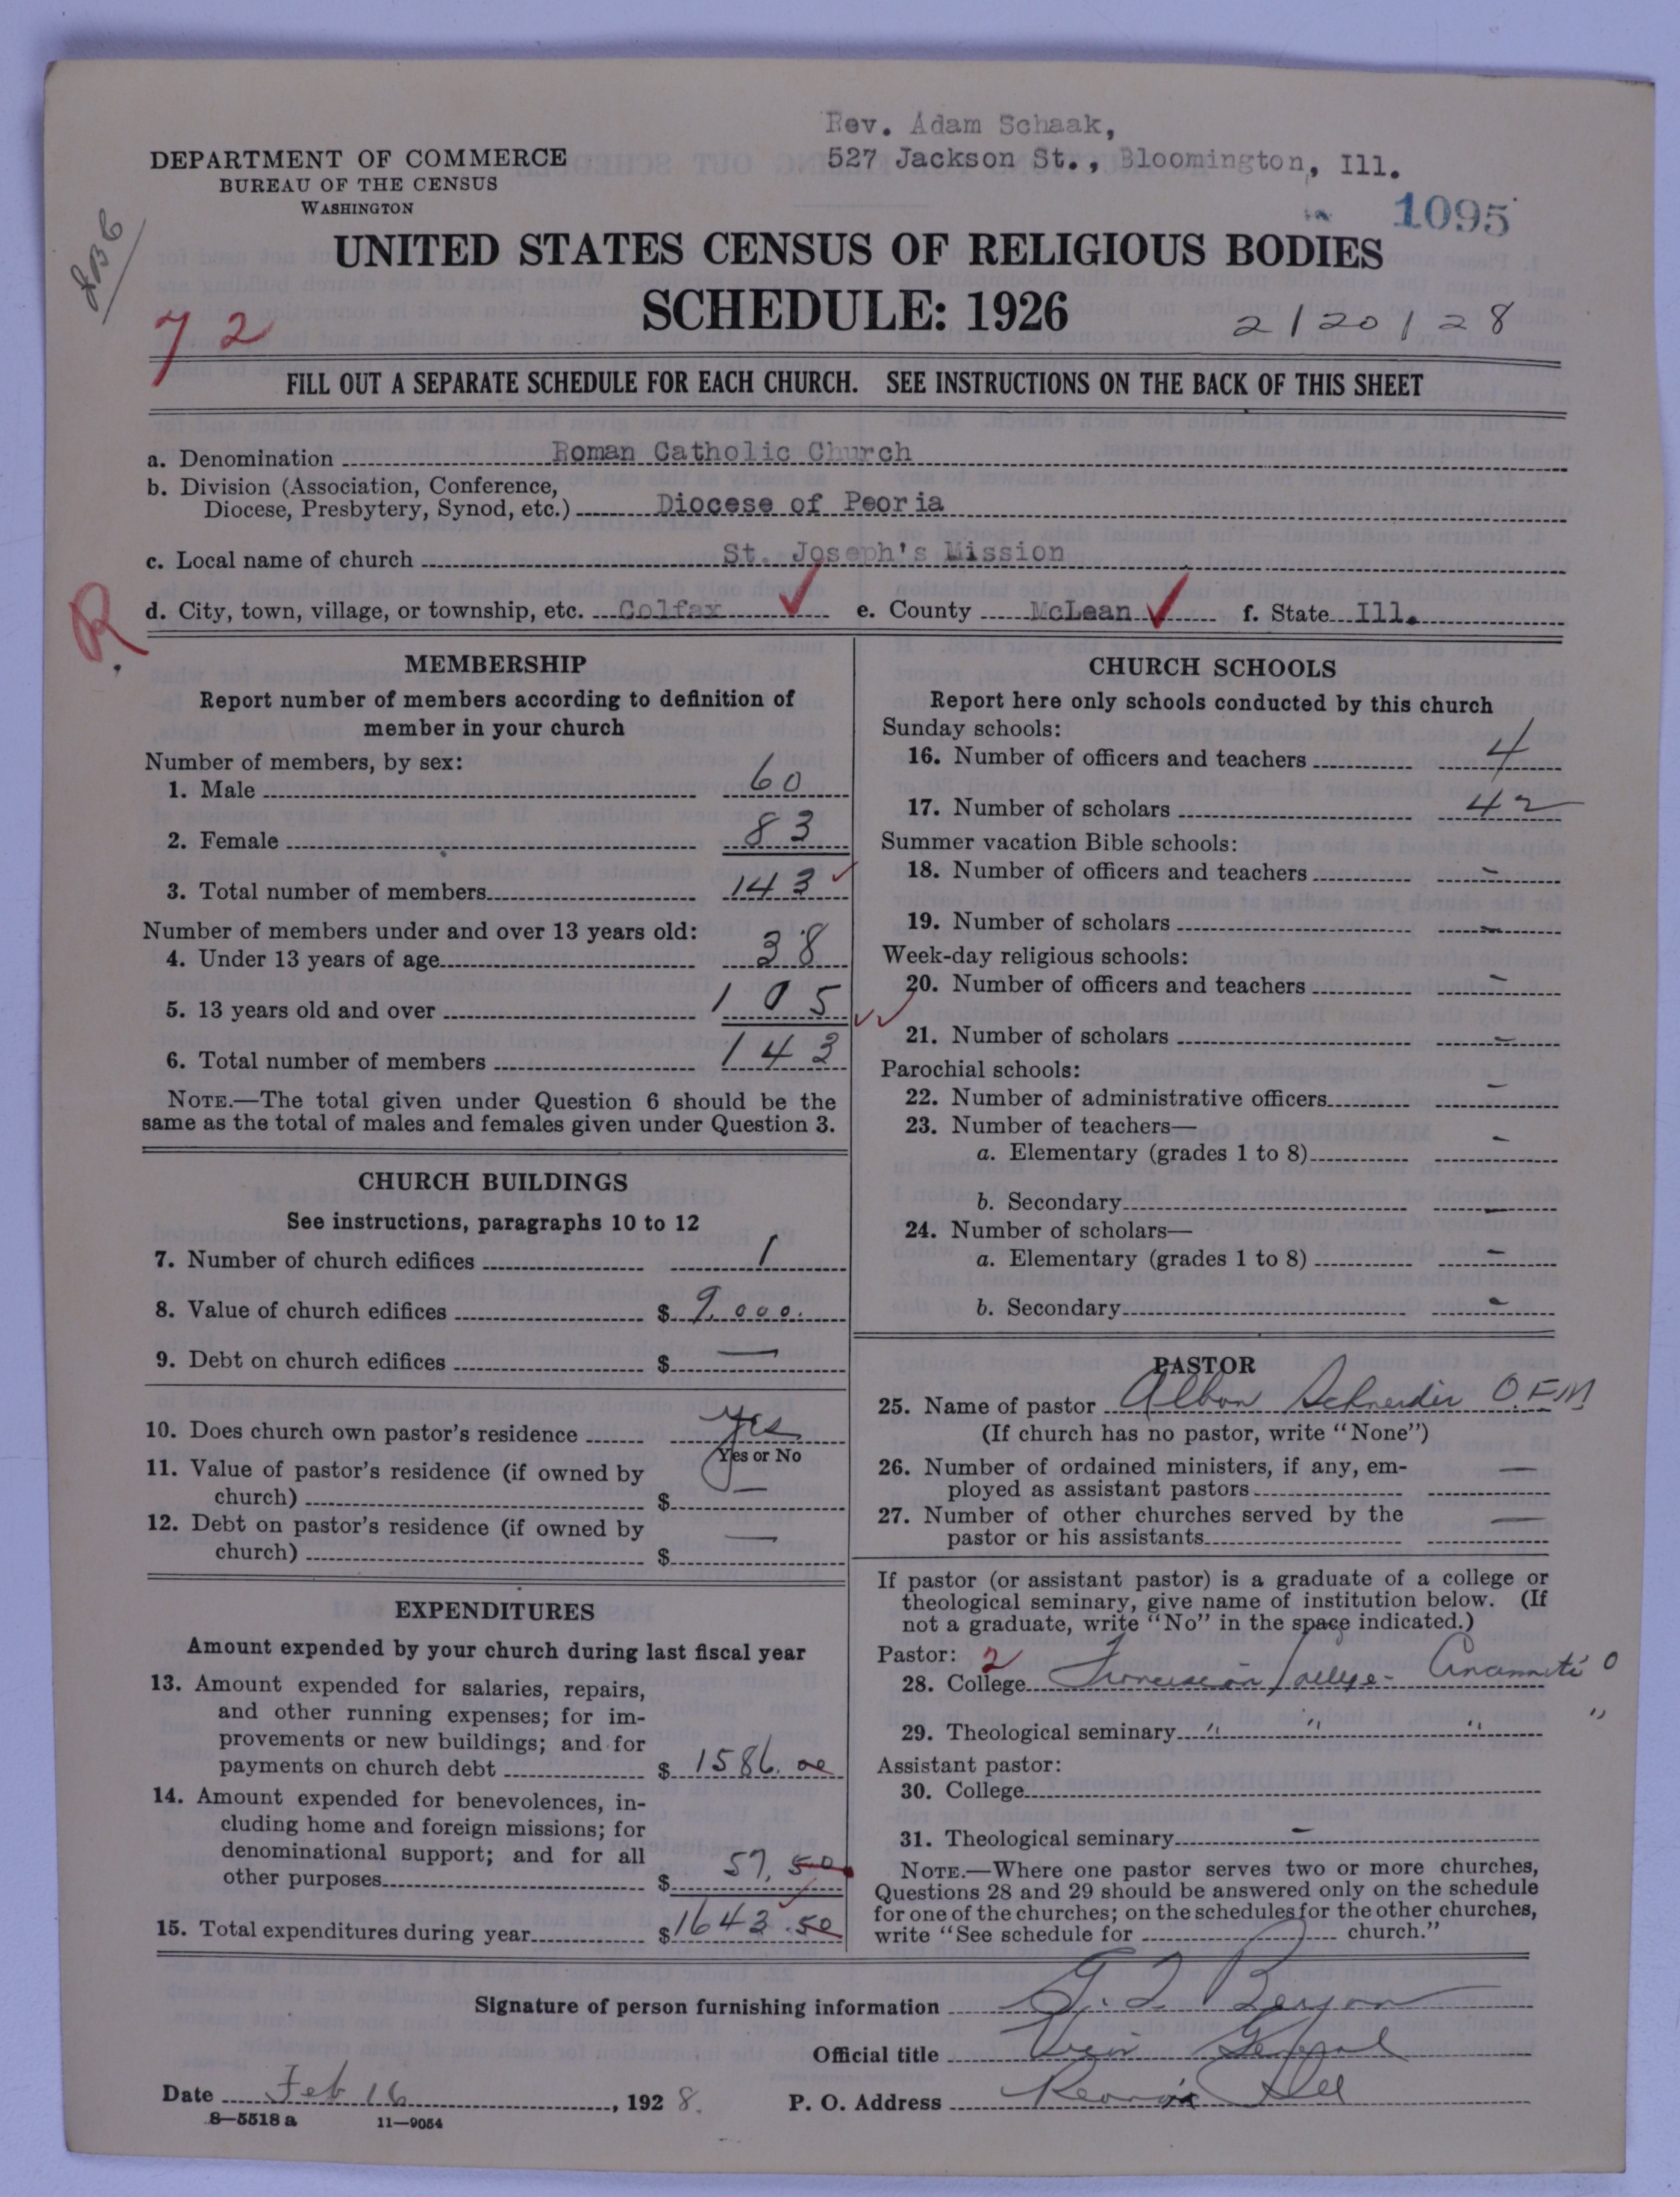 Rev. Adam Schaak,
527 Jackson St., Bloomington, Ill.
DEPARTMENT OF COMMERCE
BUREAU OF THE CENSUS
WASHINGTON
1095
UNITED STATES CENSUS OF RELIGIOUS BODIES
SCHEDULE: 1926
2/20/28
72
FILL OUT A SEPARATE SCHEDULE FOR EACH CHURCH. SEE INSTRUCTIONS ON THE BACK OF THIS SHEET
a. Denomination Roman Catholic Church
b. Division (Association, Conference,
Diocese, Presbytery, Synod, etc.) Diocese of Peoria
c. Local name of church St. Joseph's Mission
R
d. City, town, village, or township, etc. Colfax e. County McLean f. State Ill.
MEMBERSHIP
Report number of members according to definition of
member in your church
Number of members, by sex:
1. Male 60
2. Female 83
3. Total number of members 143
Number of members under and over 13 years old:
4. Under 13 years of age 38
5. 13 years old and over 105
6. Total number of members 143
NOTE.—The total given under Question 6 should be the
same as the total of males and females given under Question 3.
CHURCH BUILDINGS
See instructions, paragraphs 10 to 12
7. Number of church edifices 1
8. Value of church edifices $ 9,000.
9. Debt on church edifices $ —
10. Does church own pastor's residence yes
Yes or No
11. Value of pastor's residence (if owned by
church) $ —
12. Debt on pastor's residence (if owned by
church) $ —
EXPENDITURES
Amount expended by your church during last fiscal year
13. Amount expended for salaries, repairs,
and other running expenses; for im-
provements or new buildings; and for
payments on church debt $ 1586.00
14. Amount expended for benevolences, in-
cluding home and foreign missions; for
denominational support; and for all
other purposes $ 57.50
15. Total expenditures during year $ 1643.50
CHURCH SCHOOLS
Report here only schools conducted by this church
Sunday schools:
16. Number of officers and teachers 4
17. Number of scholars 42
Summer vacation Bible schools:
18. Number of officers and teachers -
19. Number of scholars -
Week-day religious schools:
20. Number of officers and teachers -
21. Number of scholars -
Parochial schools:
22. Number of administrative officers -
23. Number of teachers—
a. Elementary (grades 1 to 8) -
b. Secondary -
24. Number of scholars—
a. Elementary (grades 1 to 8) -
b. Secondary -
PASTOR
25. Name of pastor Albon Schneider O.F.M.
(If church has no pastor, write "None")
26. Number of ordained ministers, if any, em-
ployed as assistant pastors —
27. Number of other churches served by the
pastor or his assistants —
If pastor (or assistant pastor) is a graduate of a college or
theological seminary, give name of institution below. (If
not a graduate, write "No" in the space indicated.)
Pastor: 2
28. College Franciscan College - Cincinnati O
29. Theological seminary " " " "
Assistant pastor:
30. College
31. Theological seminary -
NOTE.—Where one pastor serves two or more churches,
Questions 28 and 29 should be answered only on the schedule
for one of the churches; on the schedules for the other churches,
write "See schedule for church."
Signature of person furnishing information
Official title Vicar General
Date Feb 16, 1928. P. O. Address Peoria Ill
8—5518 a 11—9054